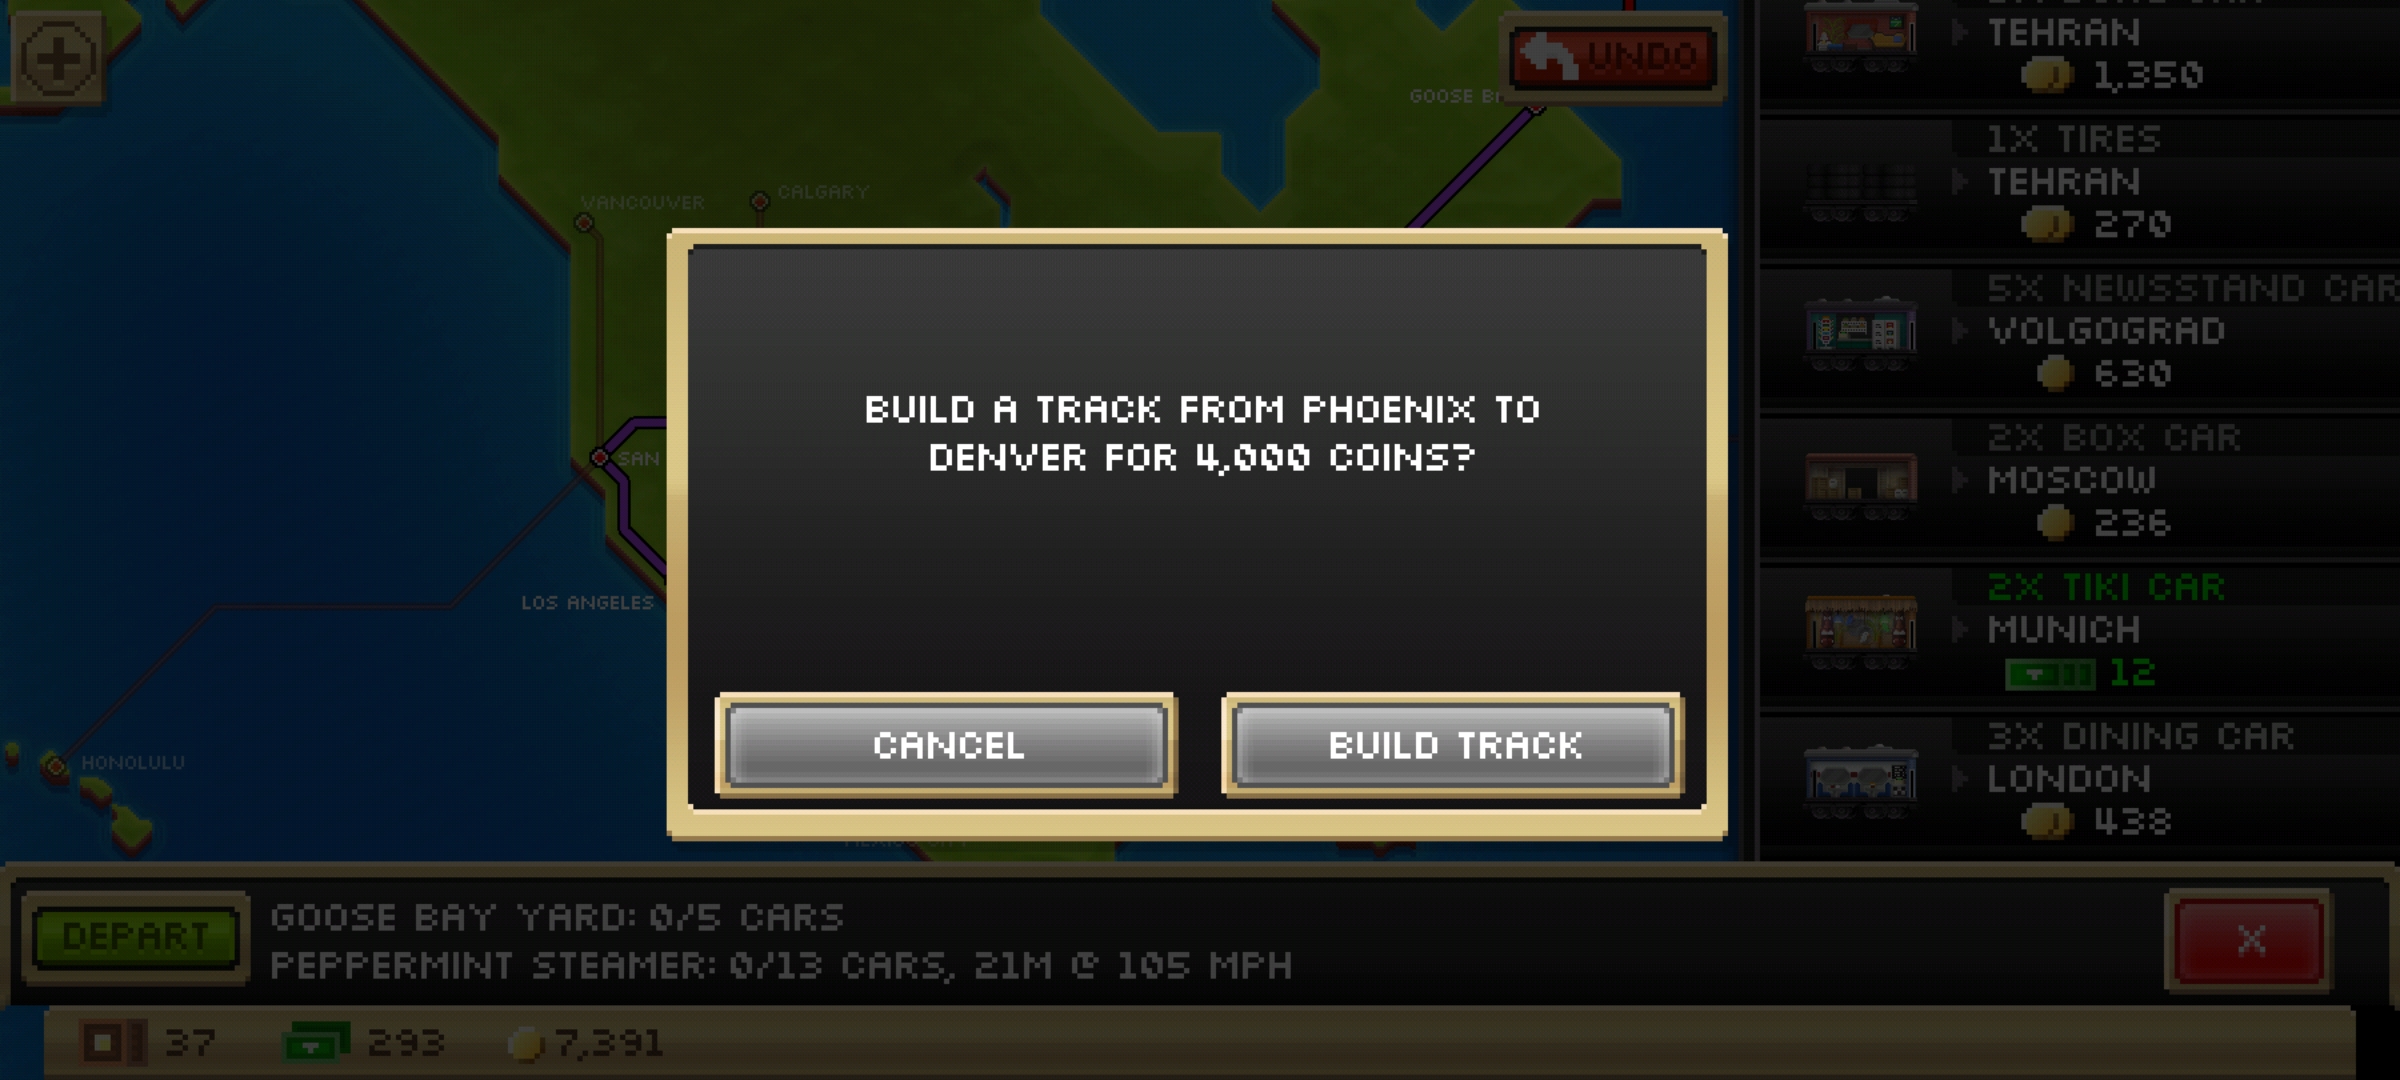 UNDO
GOOSE
VANCOUVER
CALGARY
SAN
LOS ANGELES
HONOLULU
MEXICO CITY
BUILD A TRACK FROM PHOENIX TO
DENVER FOR 4,000 COINS?
CANCEL
BUILD TRACK
TEHRAN
1,350
1X TIRES
TEHRAN
270
5X NEWSSTAND CAR
VOLGOGRAD
630
2X BOX CAR
MOSCOW
236
2X TIKI CAR
MUNICH
12
3X DINING CAR
LONDON
438
DEPART
GOOSE BAY YARD: 0/5 CARS
PEPPERMINT STEAMER: 0/13 CARS, 21M @ 105 MPH
X
37
293
7,391